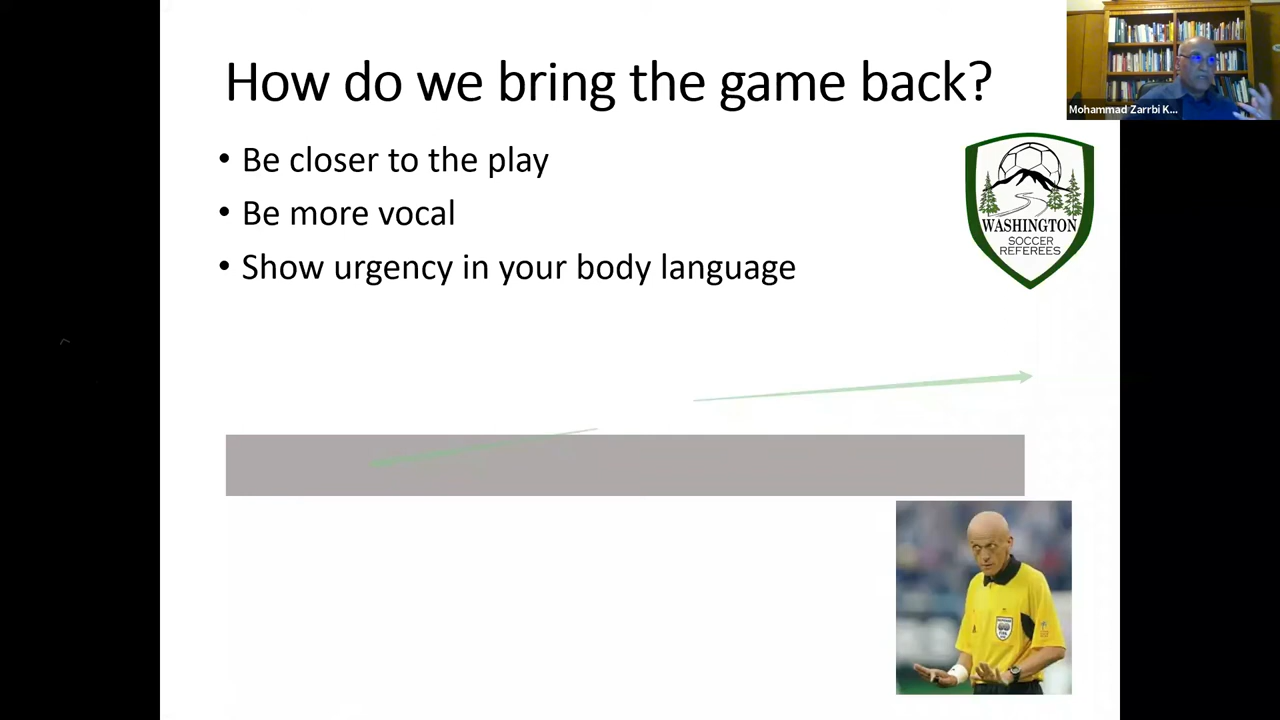 How do we bring the game back?
Mohammad Zarrbi K...
• Be closer to the play
• Be more vocal
• Show urgency in your body language
WASHINGTON
SOCCER
REFEREES